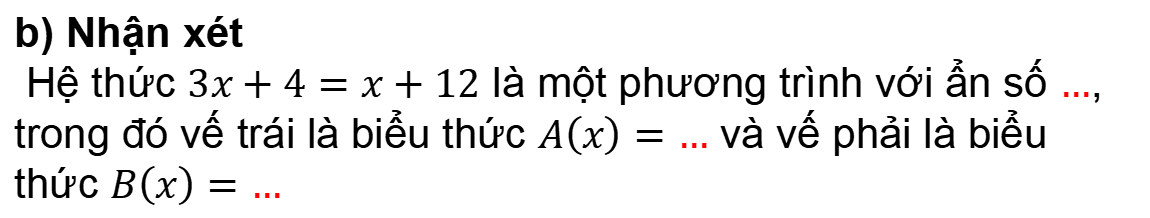 b) Nhận xét
Hệ thức 3𝑥 + 4 = 𝑥 + 12 là một phương trình với ẩn số ...,
trong đó vế trái là biểu thức 𝐴(𝑥) = ... và vế phải là biểu
thức 𝐵(𝑥) = ...